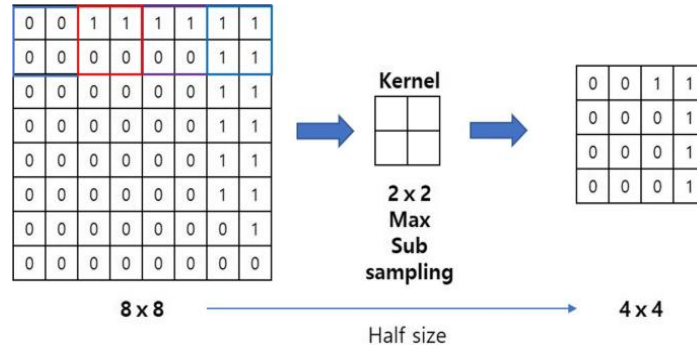 0 0 1 1 1 1 1 1
0 0 0 0 0 0 1 1
0 0 0 0 0 0 1 1
0 0 0 0 0 0 1 1
0 0 0 0 0 0 1 1
0 0 0 0 0 0 1 1
0 0 0 0 0 0 0 1
0 0 0 0 0 0 0 0
8 x 8
Kernel
2 x 2
Max
Sub
sampling
0 0 1 1
0 0 0 1
0 0 0 1
0 0 0 1
4 x 4
Half size